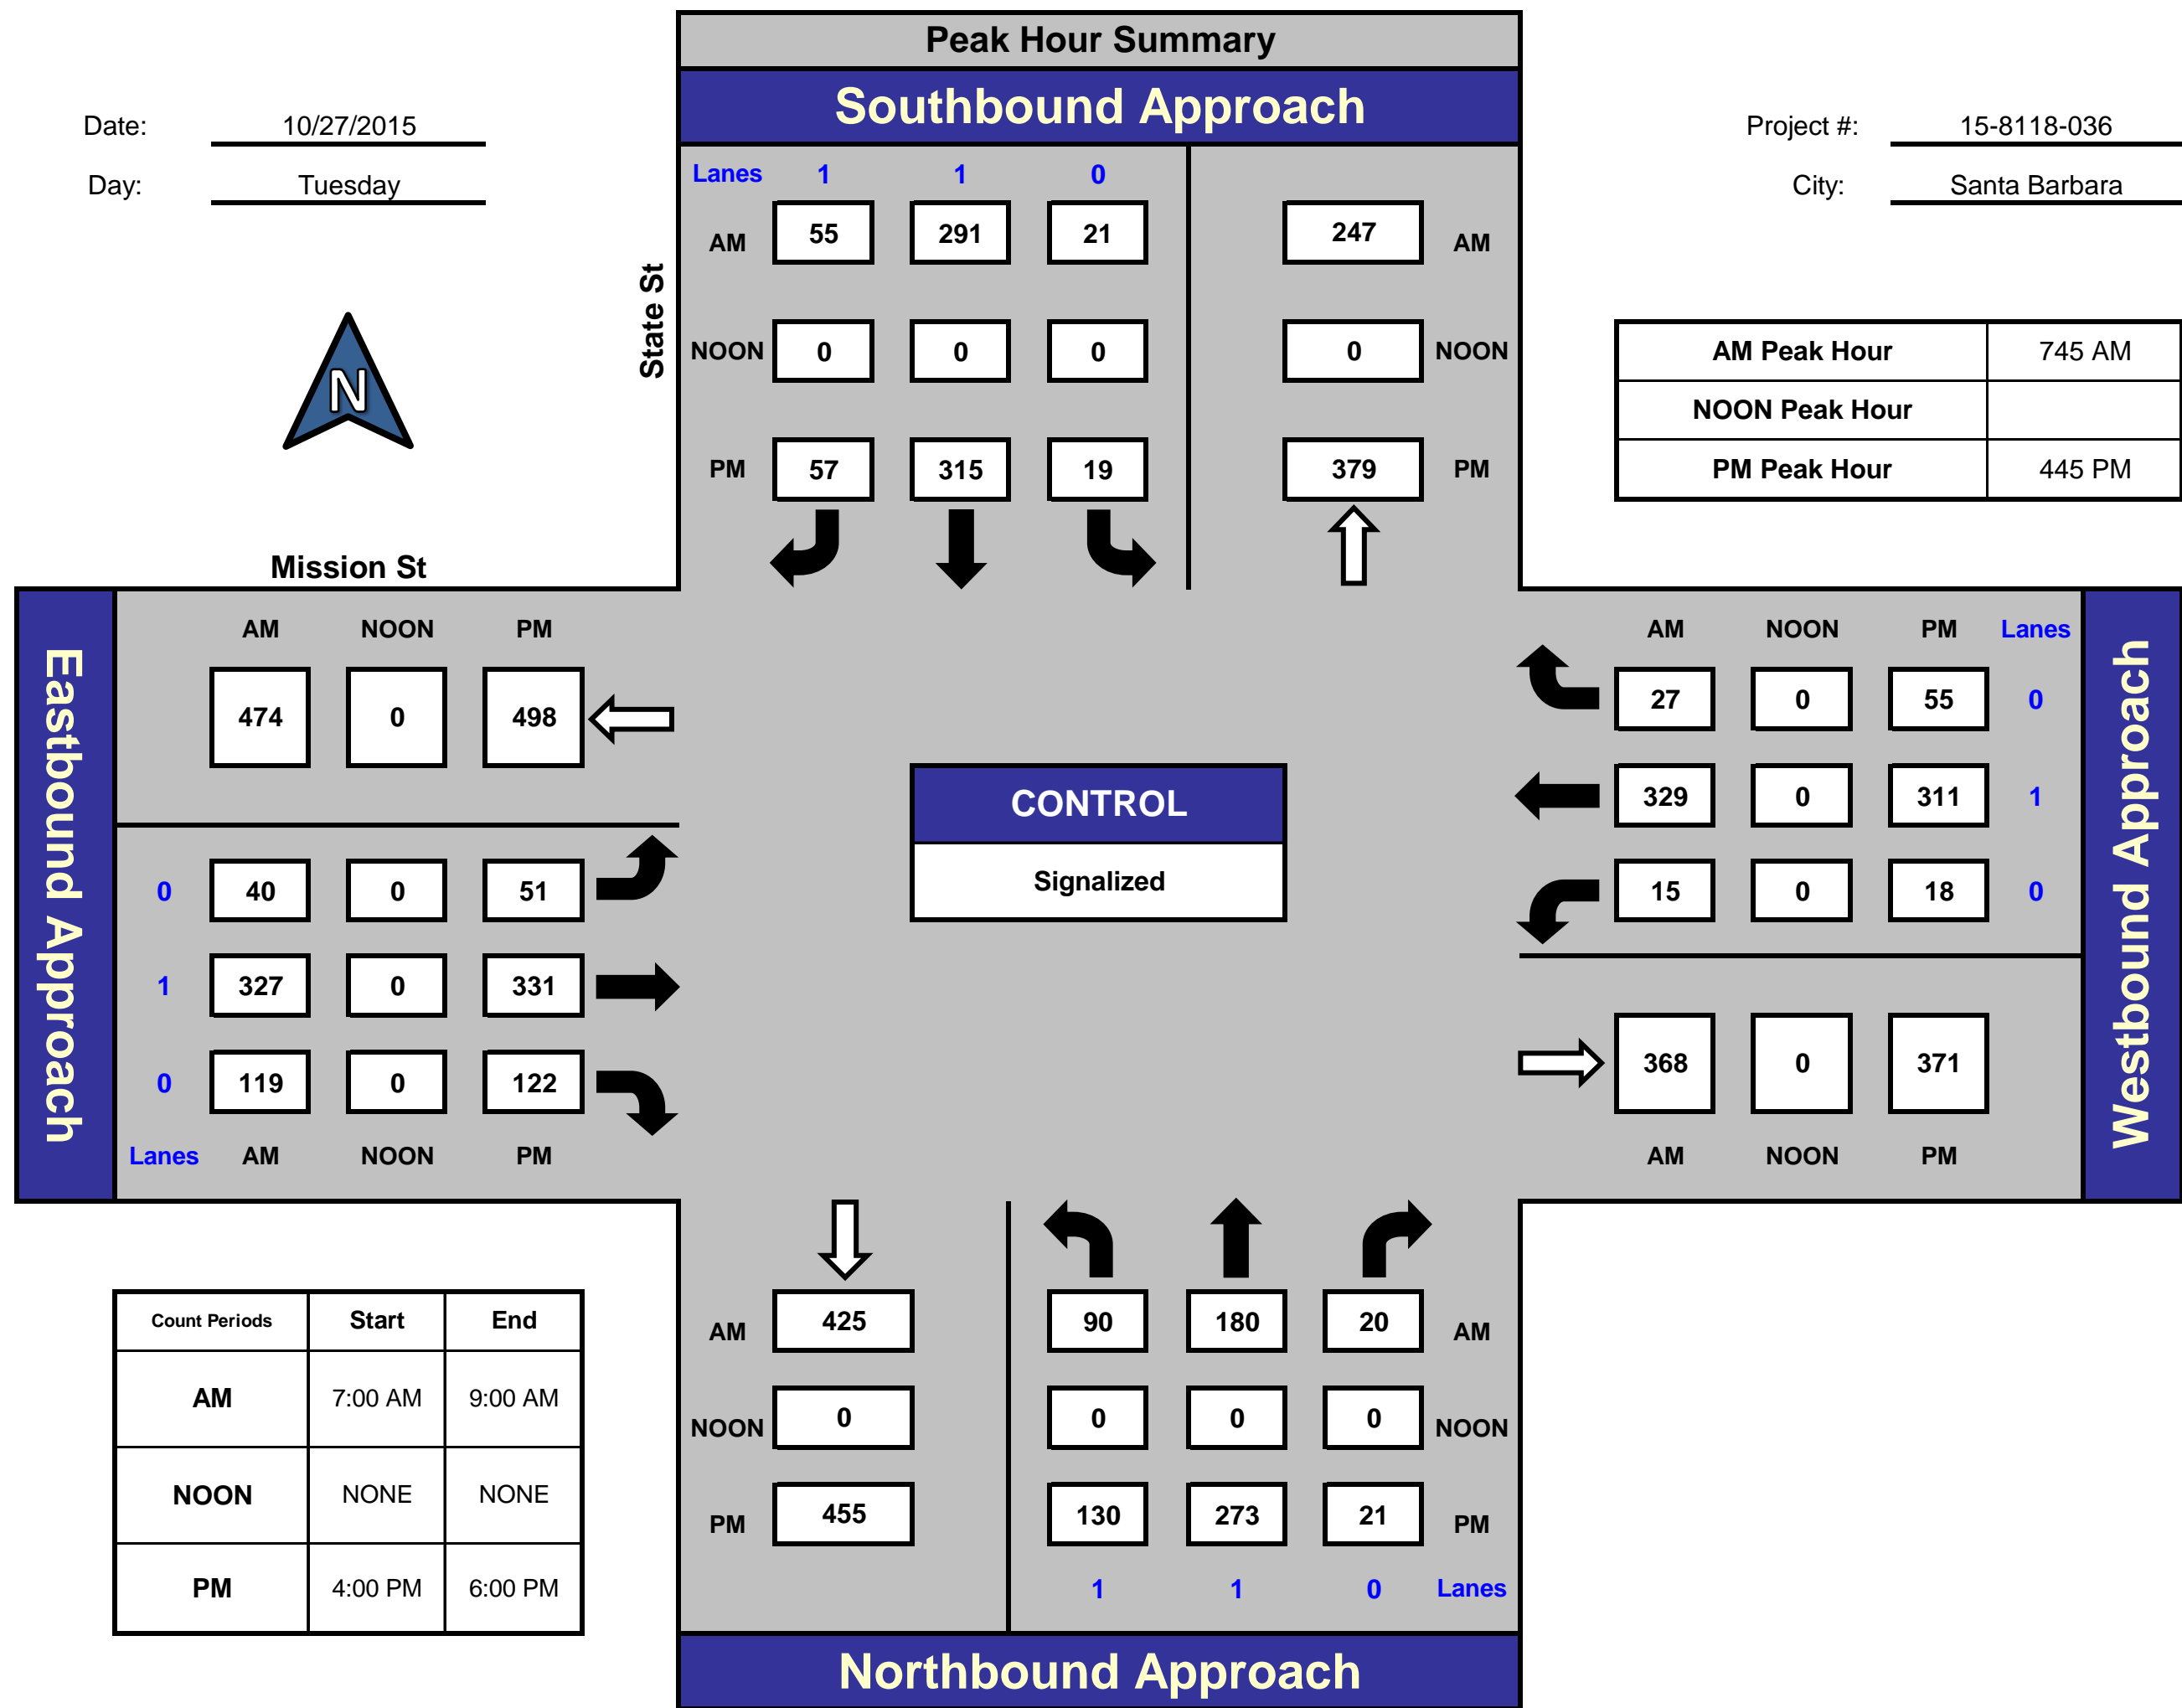 Peak Hour Summary
Southbound Approach
Date: 10/27/2015
Project #: 15-8118-036
Day: Tuesday
City: Santa Barbara
Lanes 1 1 0
AM 55 291 21 247 AM
State St
NOON 0 0 0 0 NOON
PM 57 315 19 379 PM
N
AM Peak Hour 745 AM
NOON Peak Hour
PM Peak Hour 445 PM
Mission St
Eastbound Approach
AM NOON PM
474 0 498
0 40 0 51
1 327 0 331
0 119 0 122
Lanes AM NOON PM
CONTROL
Signalized
AM NOON PM Lanes
27 0 55 0
329 0 311 1
15 0 18 0
368 0 371
AM NOON PM
Westbound Approach
Count Periods Start End
AM 7:00 AM 9:00 AM
NOON NONE NONE
PM 4:00 PM 6:00 PM
AM 425 90 180 20 AM
NOON 0 0 0 0 NOON
PM 455 130 273 21 PM
1 1 0 Lanes
Northbound Approach